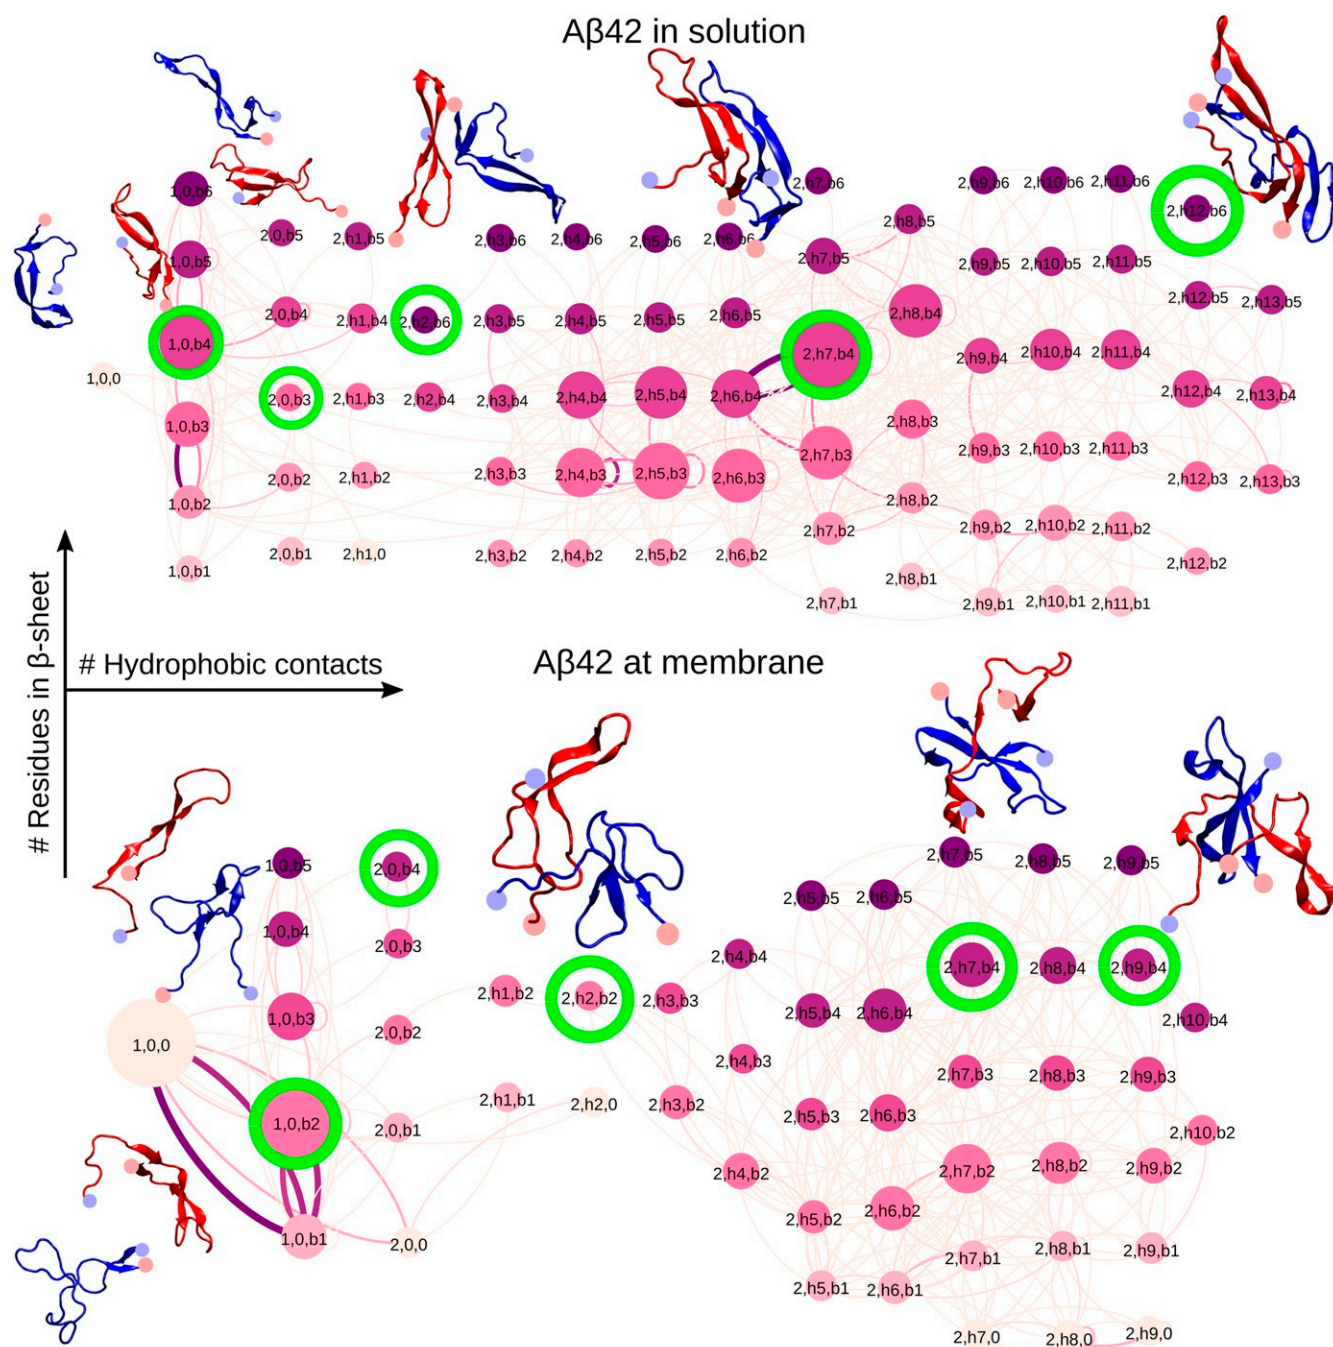 Aβ42 in solution
1,0,b6 2,h7,b6 2,h9,b6 2,h10,b6 2,h11,b6
2,h12,b6
2,0,b5 2,h1,b5 2,h3,b6 2,h4,b6 2,h5,b6 2,h6,b6 2,h8,b5
1,0,b5 2,h7,b5 2,h9,b5 2,h10,b5 2,h11,b5
2,h12,b5 2,h13,b5
2,0,b4 2,h1,b4 2,h2,b6 2,h3,b5 2,h4,b5 2,h5,b5 2,h6,b5 2,h8,b4
1,0,b4 2,h7,b4 2,h9,b4 2,h10,b4 2,h11,b4
1,0,0
2,0,b3 2,h1,b3 2,h2,b4 2,h3,b4 2,h4,b4 2,h5,b4 2,h6,b4 2,h12,b4 2,h13,b4
1,0,b3 2,h8,b3
2,h7,b3 2,h9,b3 2,h10,b3 2,h11,b3
2,0,b2 2,h1,b2 2,h3,b3 2,h4,b3 2,h5,b3 2,h6,b3 2,h12,b3 2,h13,b3
1,0,b2 2,h8,b2
2,h7,b2 2,h9,b2 2,h10,b2 2,h11,b2
2,0,b1 2,h1,0 2,h3,b2 2,h4,b2 2,h5,b2 2,h6,b2 2,h12,b2
1,0,b1 2,h8,b1
2,h7,b1 2,h9,b1 2,h10,b1 2,h11,b1
# Residues in β-sheet
# Hydrophobic contacts
Aβ42 at membrane
1,0,b5 2,0,b4 2,h7,b5 2,h8,b5 2,h9,b5
2,h5,b5 2,h6,b5
1,0,b4 2,0,b3 2,h4,b4
2,h7,b4 2,h8,b4 2,h9,b4
2,h1,b2 2,h2,b2 2,h3,b3
1,0,b3 2,0,b2 2,h5,b4 2,h6,b4 2,h10,b4
1,0,0
2,h4,b3 2,h7,b3 2,h8,b3 2,h9,b3
2,h1,b1 2,h2,0 2,h3,b2
1,0,b2 2,0,b1 2,h5,b3 2,h6,b3 2,h10,b2
2,h4,b2 2,h7,b2 2,h8,b2 2,h9,b2
2,h5,b2 2,h6,b2
1,0,b1 2,0,0
2,h7,b1 2,h8,b1 2,h9,b1
2,h5,b1 2,h6,b1
2,h7,0 2,h8,0 2,h9,0